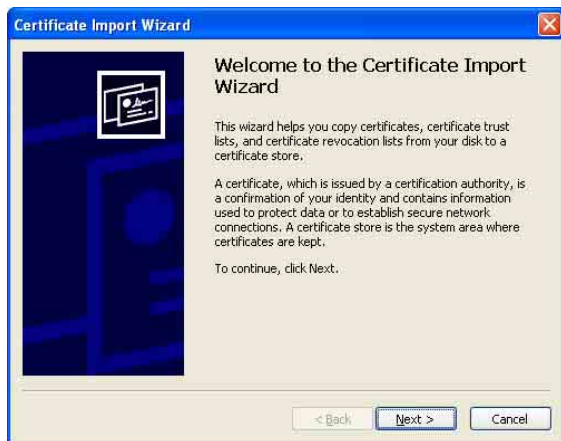 Certificate Import Wizard
Welcome to the Certificate Import
Wizard
This wizard helps you copy certificates, certificate trust
lists, and certificate revocation lists from your disk to a
certificate store.
A certificate, which is issued by a certification authority, is
a confirmation of your identity and contains information
used to protect data or to establish secure network
connections. A certificate store is the system area where
certificates are kept.
To continue, click Next.
< Back
Next >
Cancel